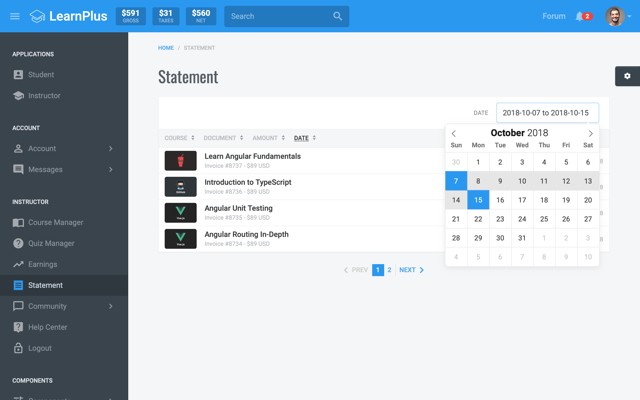 LearnPlus
$591
GROSS
$31
TAXES
$560
NET
Search
Forum
2
APPLICATIONS
Student
Instructor
ACCOUNT
Account
Messages
INSTRUCTOR
Course Manager
Quiz Manager
Earnings
Statement
Community
Help Center
Logout
COMPONENTS
HOME / STATEMENT
Statement
DATE 2018-10-07 to 2018-10-15
COURSE DOCUMENT AMOUNT DATE
Learn Angular Fundamentals
Invoice #8737 - $89 USD
Introduction to TypeScript
Invoice #8736 - $89 USD
Angular Unit Testing
Invoice #8735 - $89 USD
Angular Routing In-Depth
Invoice #8734 - $89 USD
PREV 1 2 NEXT
October 2018
Sun Mon Tue Wed Thu Fri Sat
30 1 2 3 4 5 6
7 8 9 10 11 12 13
14 15 16 17 18 19 20
21 22 23 24 25 26 27
28 29 30 31 1 2 3
4 5 6 7 8 9 10